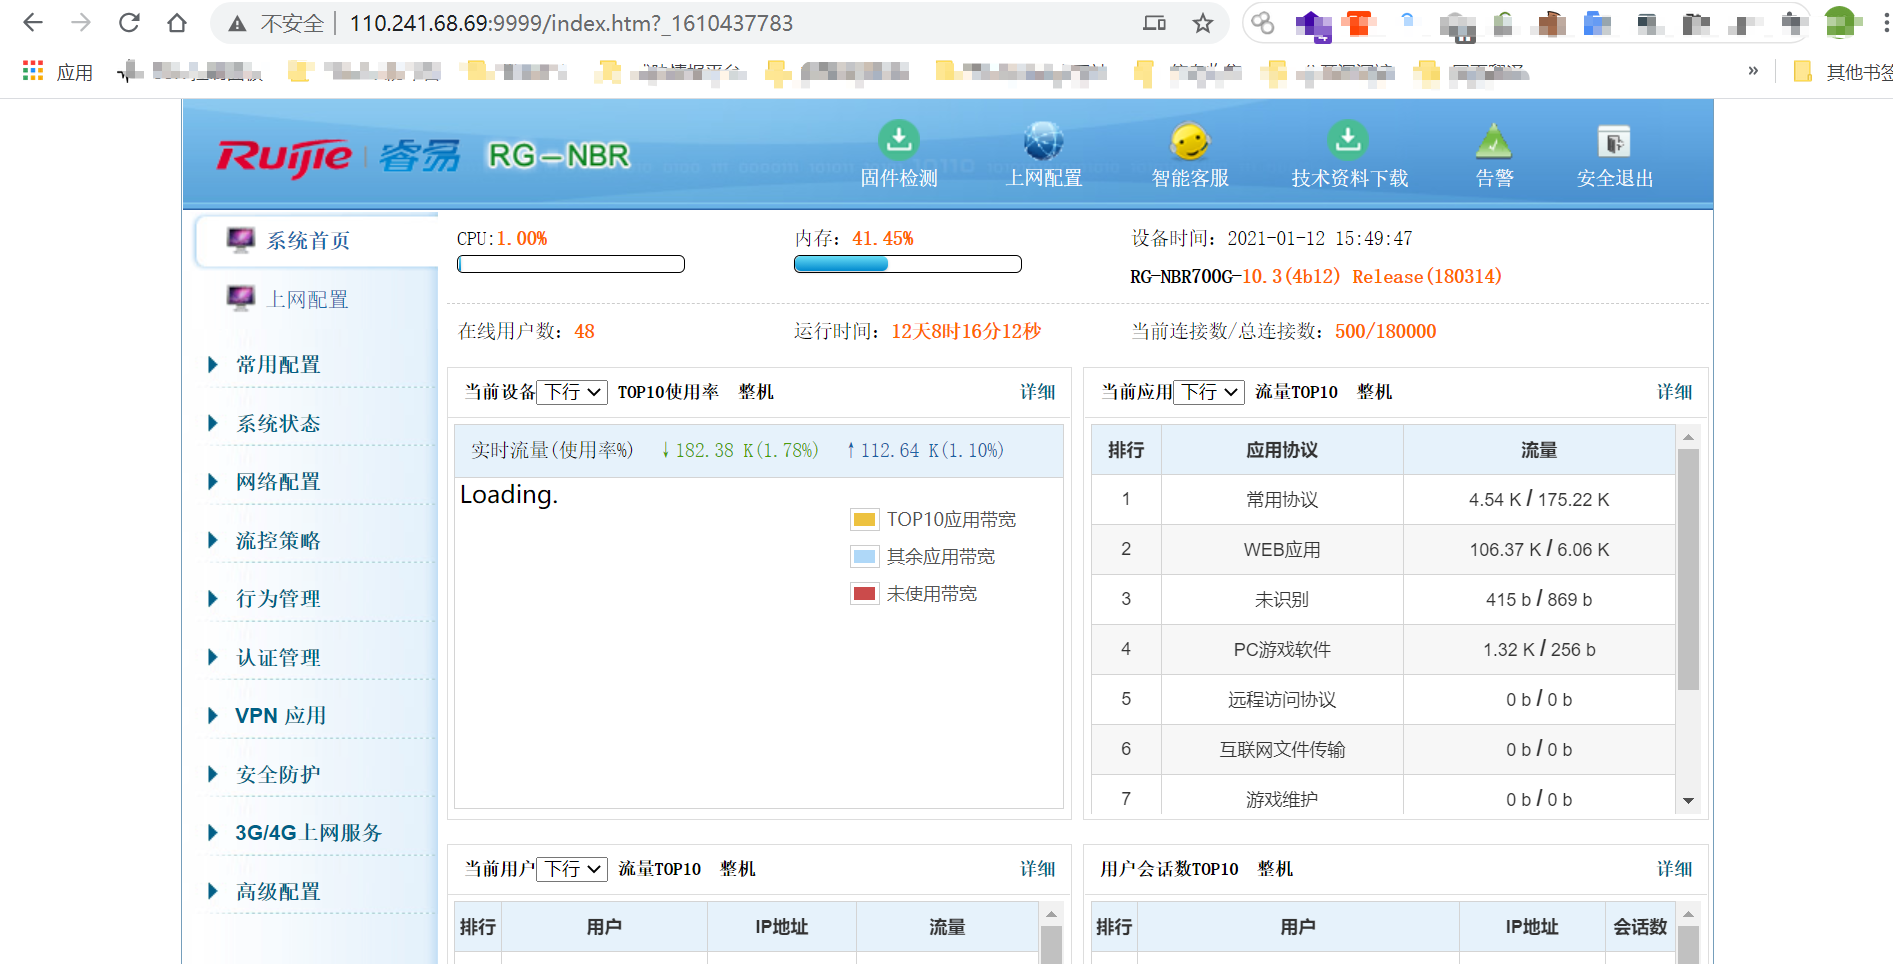 不安全 110.241.68.69:9999/index.htm?_1610437783
应用
其他书签
Ruijie 睿易 RG-NBR
固件检测 上网配置 智能客服 技术资料下载 告警 安全退出
系统首页
上网配置
常用配置
系统状态
网络配置
流控策略
行为管理
认证管理
VPN 应用
安全防护
3G/4G上网服务
高级配置
CPU:1.00% 内存：41.45% 设备时间：2021-01-12 15:49:47
RG-NBR700G-10.3(4b12) Release(180314)
在线用户数：48 运行时间：12天8时16分12秒 当前连接数/总连接数：500/180000
当前设备 下行 TOP10使用率 整机 详细
实时流量(使用率%) ↓182.38 K(1.78%) ↑112.64 K(1.10%)
Loading.
TOP10应用带宽
其余应用带宽
未使用带宽
当前应用 下行 流量TOP10 整机 详细
排行 应用协议 流量
1 常用协议 4.54 K / 175.22 K
2 WEB应用 106.37 K / 6.06 K
3 未识别 415 b / 869 b
4 PC游戏软件 1.32 K / 256 b
5 远程访问协议 0 b / 0 b
6 互联网文件传输 0 b / 0 b
7 游戏维护 0 b / 0 b
当前用户 下行 流量TOP10 整机 详细
排行 用户 IP地址 流量
用户会话数TOP10 整机 详细
排行 用户 IP地址 会话数